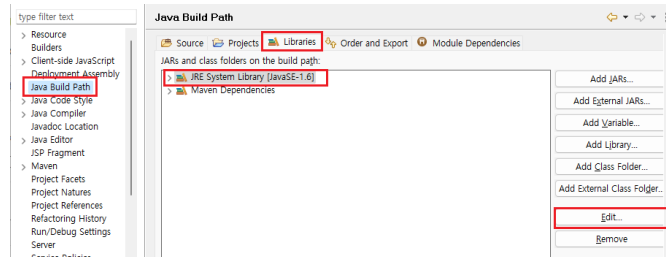 type filter text
Resource
Builders
Client-side JavaScript
Deployment Assembly
Java Build Path
Java Code Style
Java Compiler
Javadoc Location
Java Editor
JSP Fragment
Maven
Project Facets
Project Natures
Project References
Refactoring History
Run/Debug Settings
Server
Service Policies
Java Build Path
Source Projects Libraries Order and Export Module Dependencies
JARs and class folders on the build path:
JRE System Library [JavaSE-1.6]
Maven Dependencies
Add JARs...
Add External JARs...
Add Variable...
Add Library...
Add Class Folder...
Add External Class Folder..
Edit...
Remove